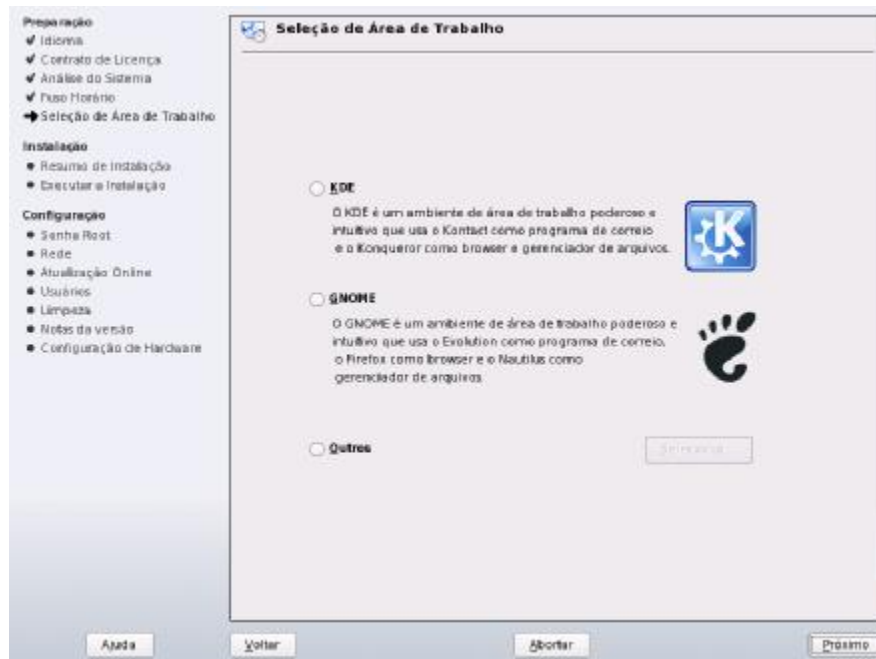 Preparação
Idioma
Contrato de Licença
Análise do Sistema
Fuso Horário
Seleção de Área de Trabalho
Instalação
Resumo de Instalação
Executar a Instalação
Configuração
Senha Root
Rede
Atualização Online
Usuários
Limpeza
Notas da versão
Configuração de Hardware
Ajuda
Seleção de Área de Trabalho
KDE
O KDE é um ambiente de área de trabalho poderoso e
intuitivo que usa o Kontact como programa de correio
e o Konqueror como browser e gerenciador de arquivos.
GNOME
O GNOME é um ambiente de área de trabalho poderoso e
intuitivo que usa o Evolution como programa de correio,
o Firefox como browser e o Nautilus como
gerenciador de arquivos.
Outros
Voltar
Abortar
Próximo